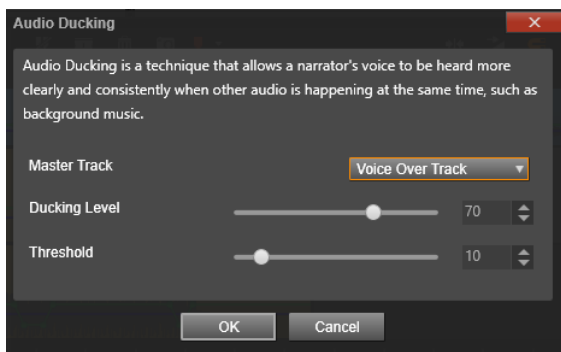 Audio Ducking
Audio Ducking is a technique that allows a narrator's voice to be heard more
clearly and consistently when other audio is happening at the same time, such as
background music.
Master Track Voice Over Track
Ducking Level 70
Threshold 10
OK Cancel